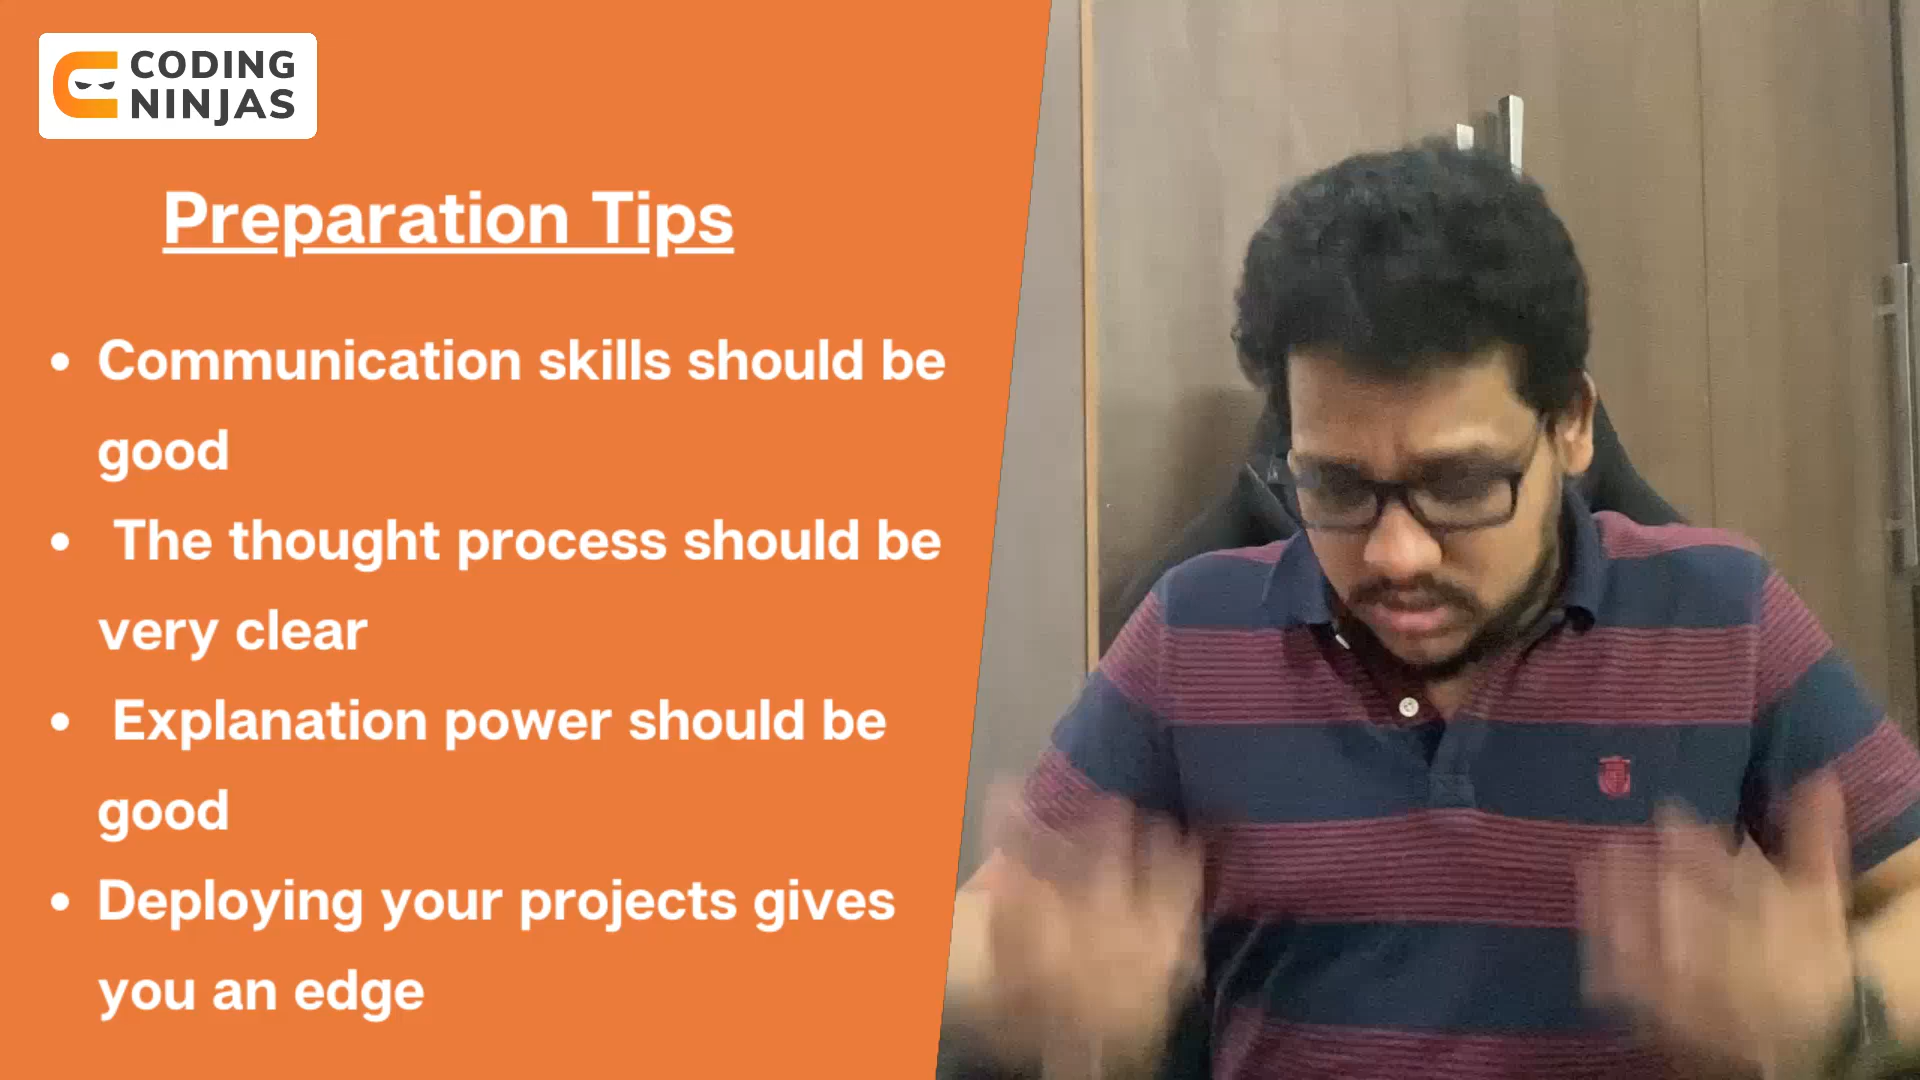 CODING
NINJAS
Preparation Tips
• Communication skills should be
good
• The thought process should be
very clear
• Explanation power should be
good
• Deploying your projects gives
you an edge